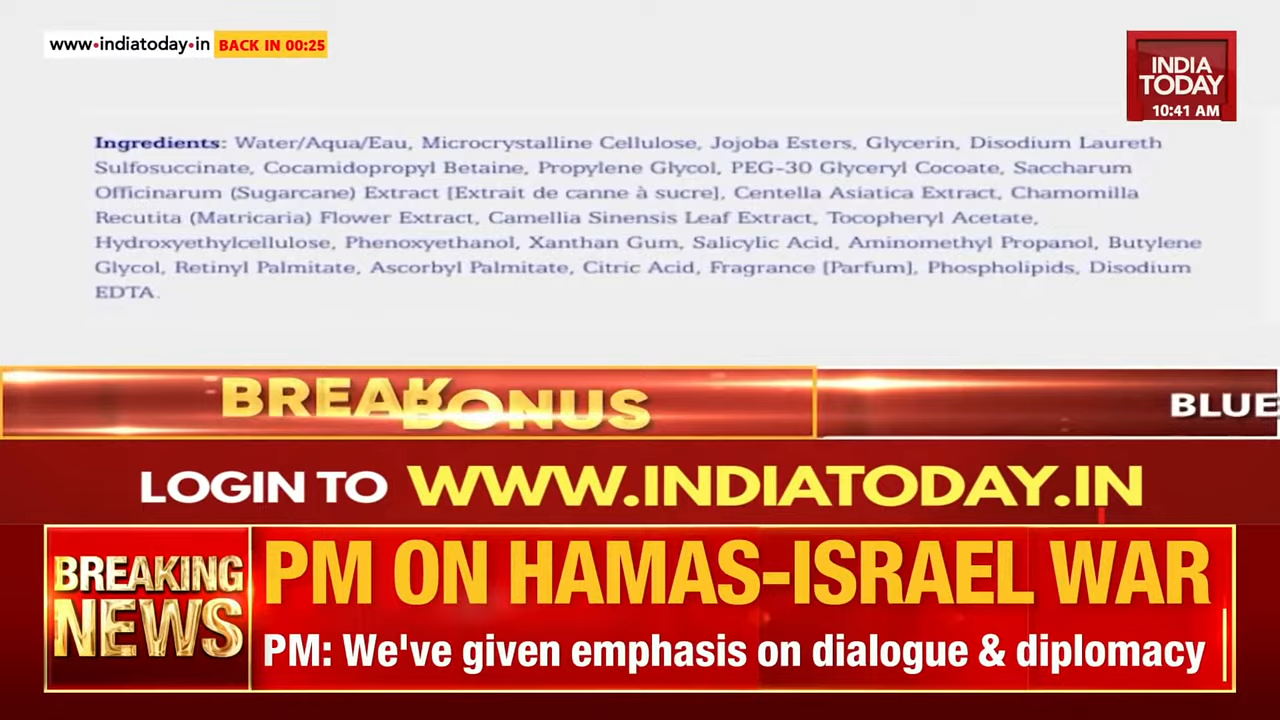 www•indiatoday•in BACK IN 00:25
INDIA
TODAY
10:41 AM
Ingredients: Water/Aqua/Eau, Microcrystalline Cellulose, Jojoba Esters, Glycerin, Disodium Laureth
Sulfosuccinate, Cocamidopropyl Betaine, Propylene Glycol, PEG-30 Glyceryl Cocoate, Saccharum
Officinarum (Sugarcane) Extract [Extrait de canne à sucre], Centella Asiatica Extract, Chamomilla
Recutita (Matricaria) Flower Extract, Camellia Sinensis Leaf Extract, Tocopheryl Acetate,
Hydroxyethylcellulose, Phenoxyethanol, Xanthan Gum, Salicylic Acid, Aminomethyl Propanol, Butylene
Glycol, Retinyl Palmitate, Ascorbyl Palmitate, Citric Acid, Fragrance [Parfum], Phospholipids, Disodium
EDTA.
BREAK BONUS
BLUE
LOGIN TO WWW.INDIATODAY.IN
BREAKING
NEWS
PM ON HAMAS-ISRAEL WAR
PM: We've given emphasis on dialogue & diplomacy